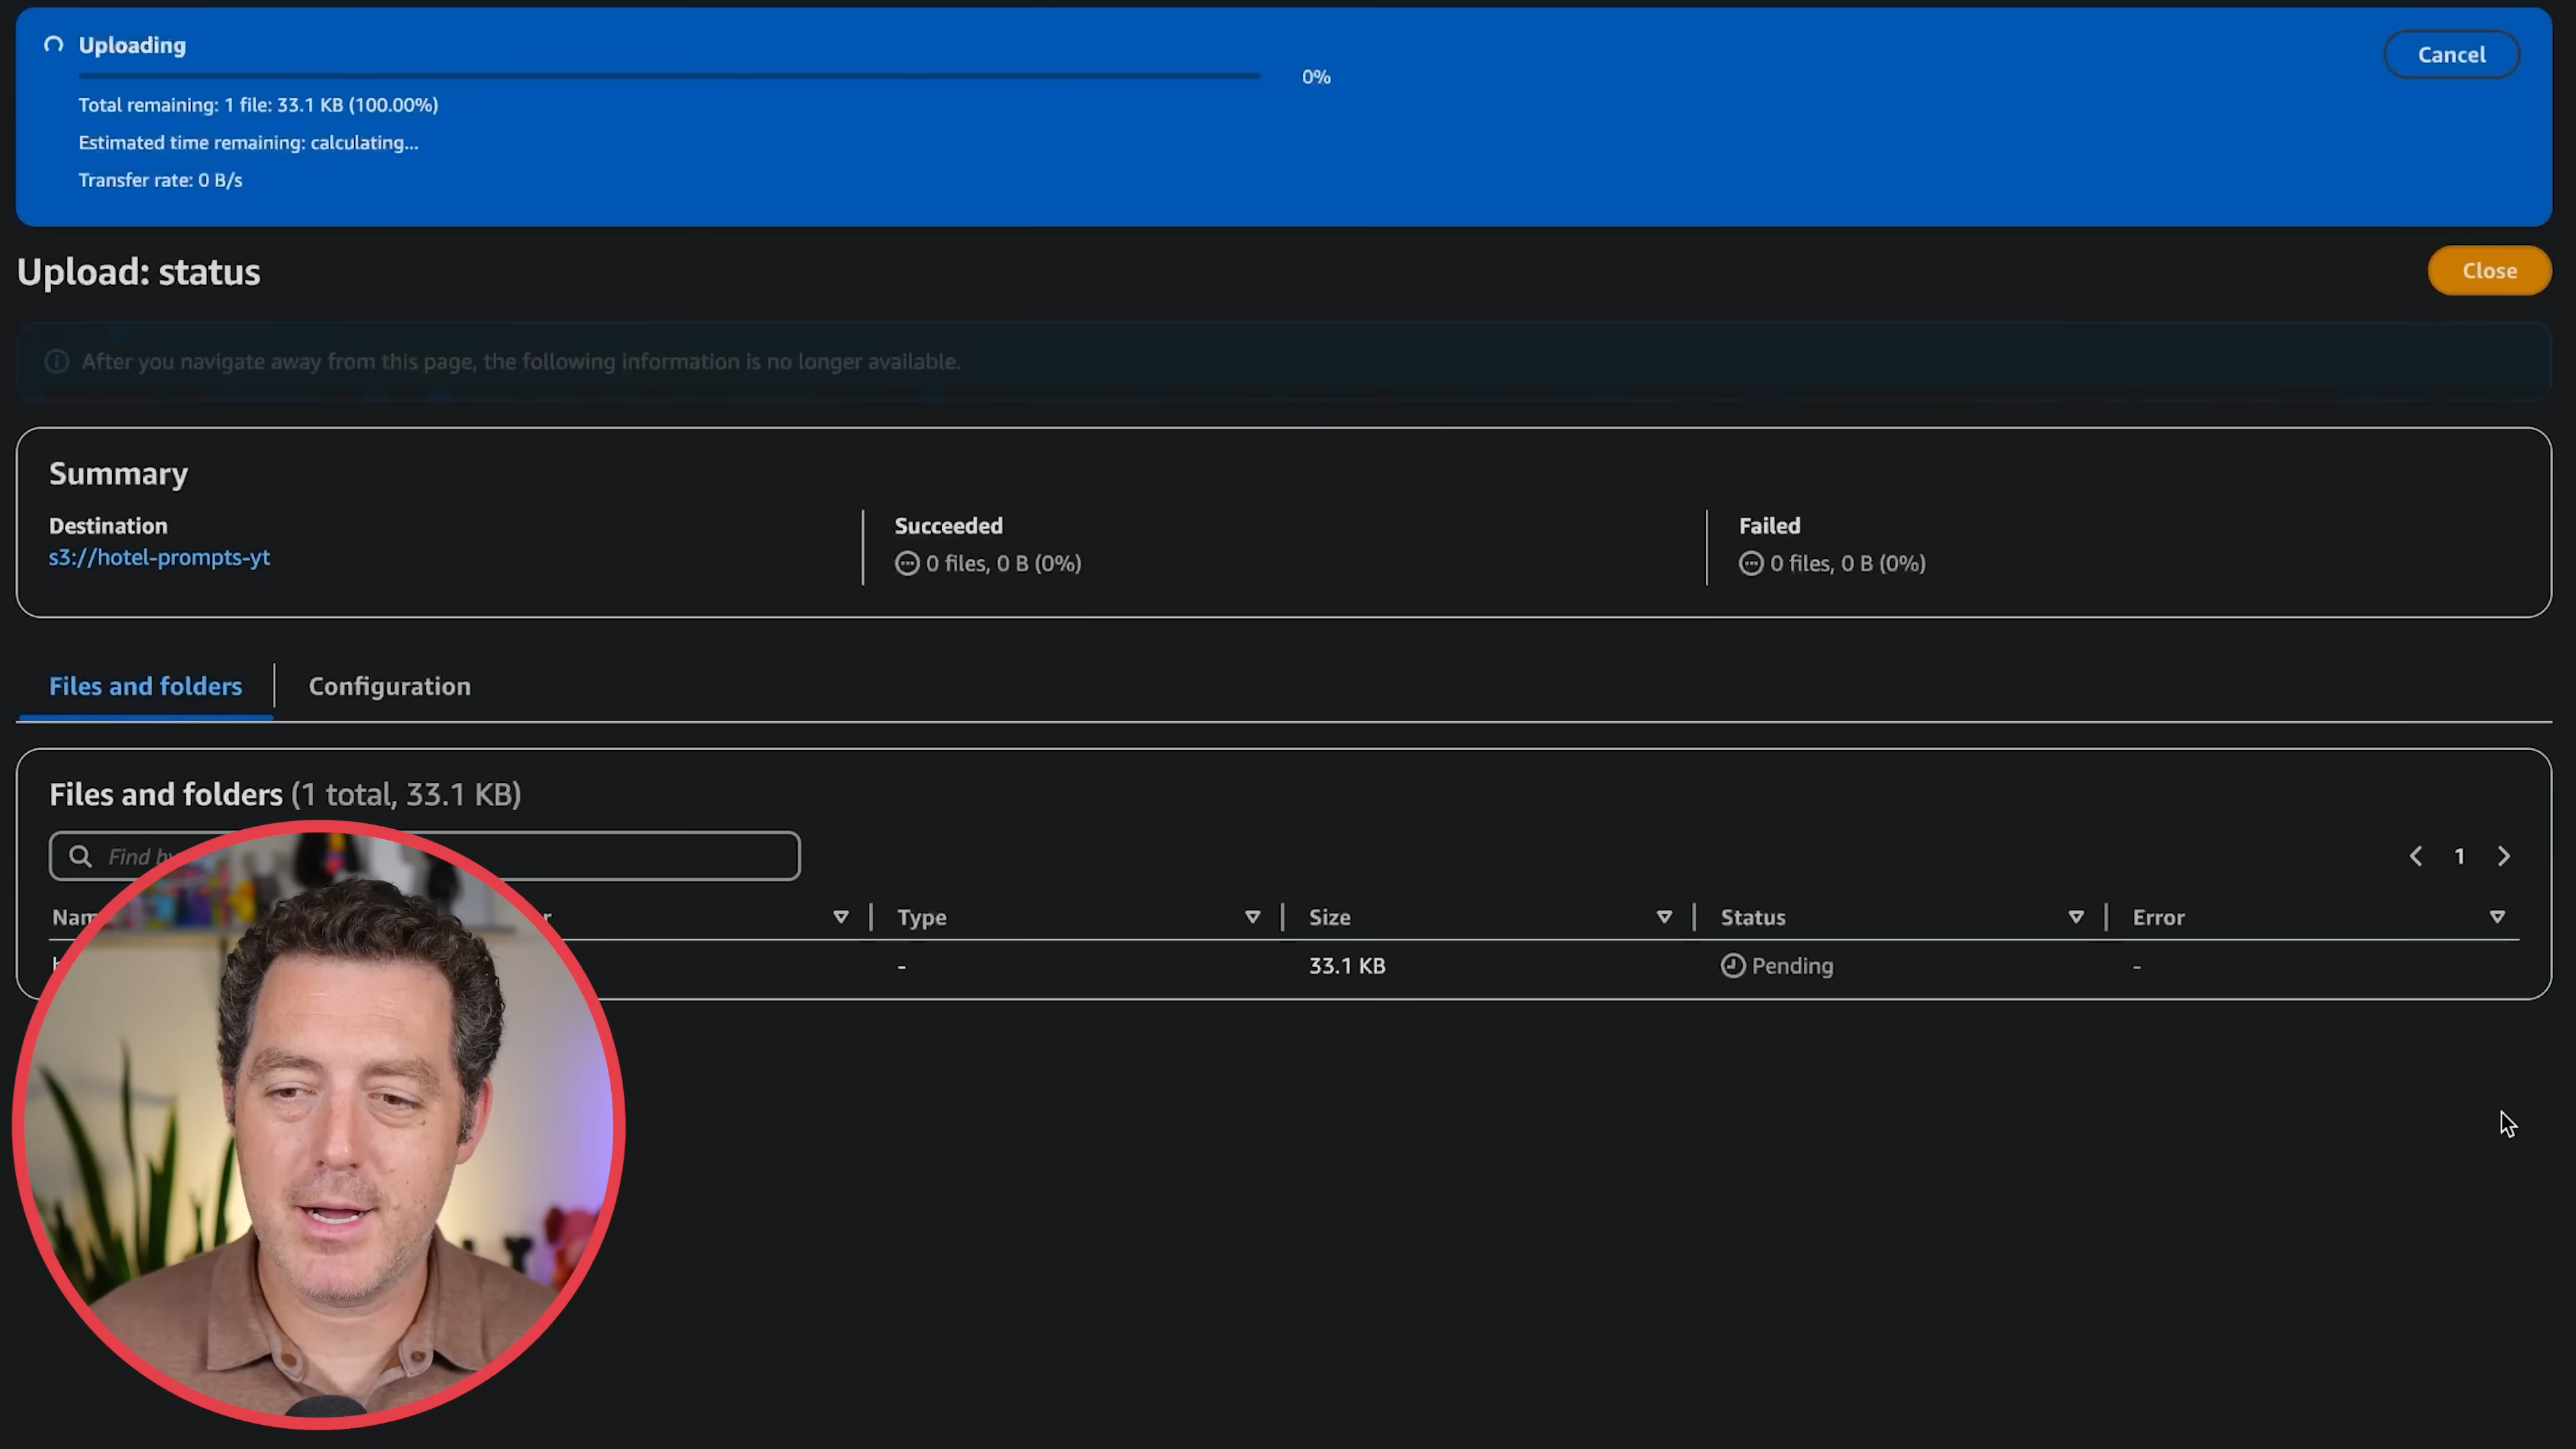 Uploading
Cancel
0%
Total remaining: 1 file: 33.1 KB (100.00%)
Estimated time remaining: calculating...
Transfer rate: 0 B/s
Upload: status
Close
After you navigate away from this page, the following information is no longer available.
Summary
Destination
s3://hotel-prompts-yt
Succeeded
0 files, 0 B (0%)
Failed
0 files, 0 B (0%)
Files and folders
Configuration
Files and folders (1 total, 33.1 KB)
Find
1
Type
Size
Status
Error
-
33.1 KB
Pending
-